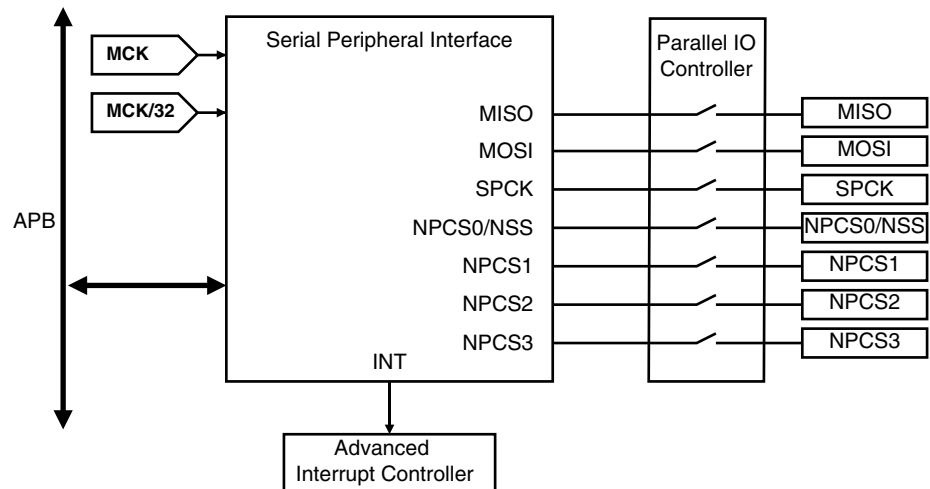 Serial Peripheral Interface
Parallel IO
Controller
MCK
MCK/32
MISO
MISO
MOSI
MOSI
SPCK
SPCK
APB
NPCS0/NSS
NPCS0/NSS
NPCS1
NPCS1
NPCS2
NPCS2
NPCS3
NPCS3
INT
Advanced
Interrupt Controller